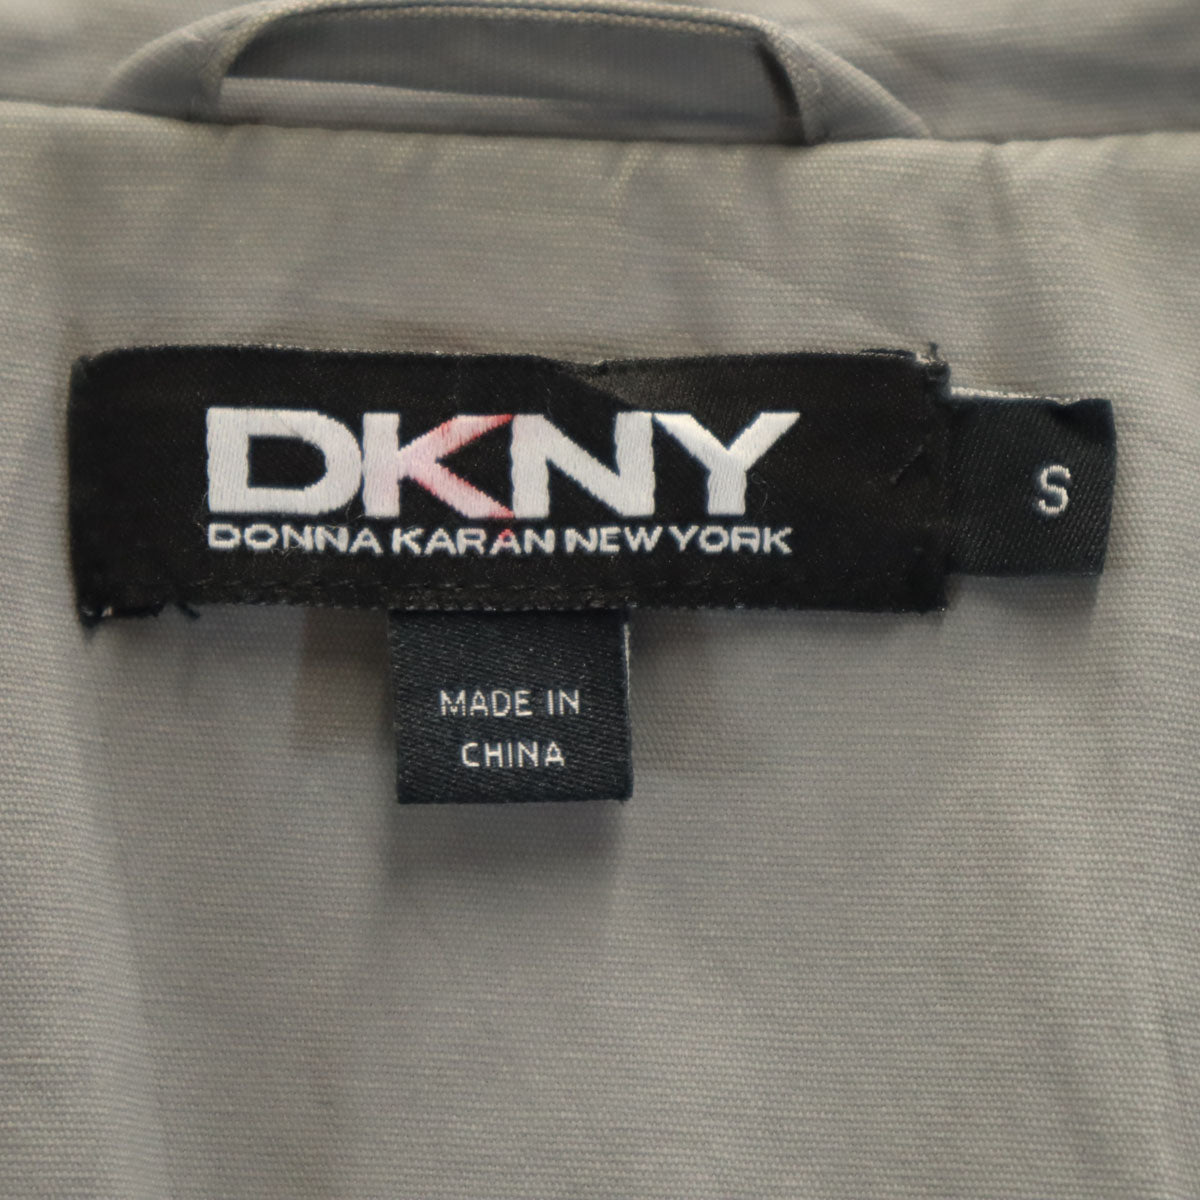 DKNY
DONNA KARAN NEW YORK
S
MADE IN
CHINA